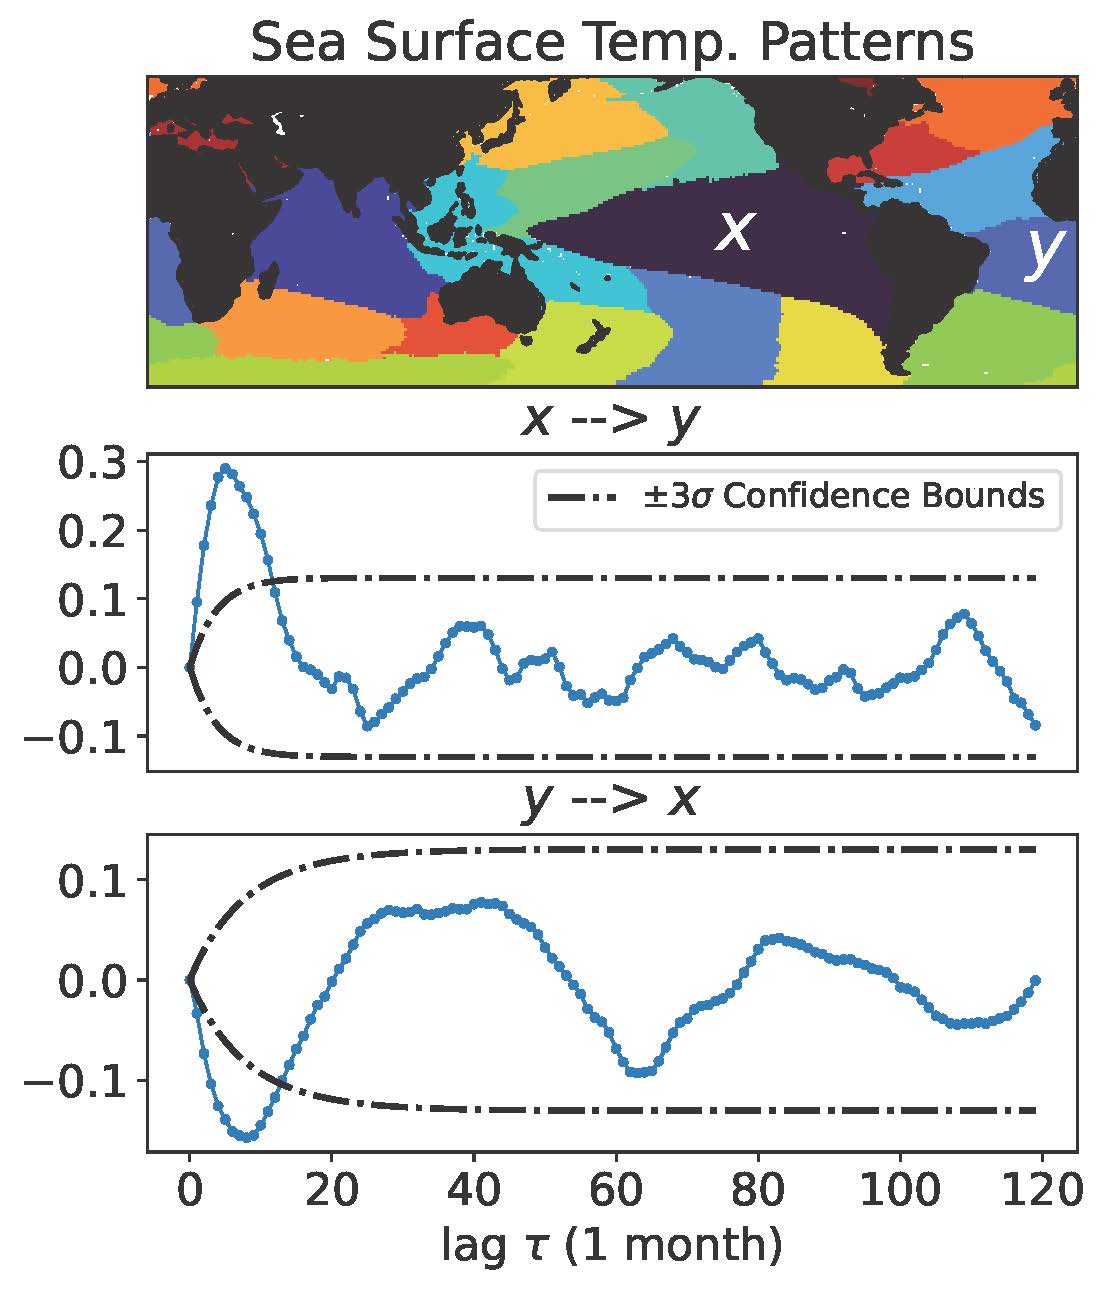 Sea Surface Temp. Patterns
x
y
x --> y
0.3
0.2
0.1
0.0
−0.1
±3σ Confidence Bounds
y --> x
0.1
0.0
−0.1
0 20 40 60 80 100 120
lag τ (1 month)